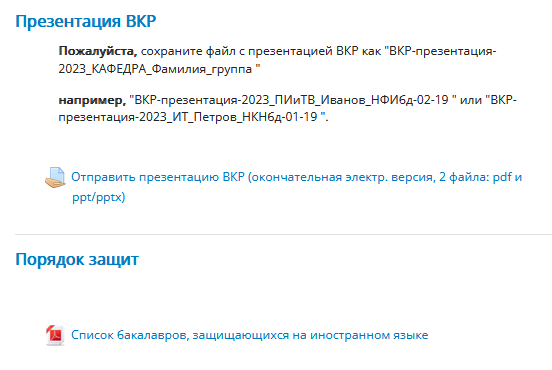 Презентация ВКР
Пожалуйста, сохраните файл с презентацией ВКР как "ВКР-презентация-
2023_КАФЕДРА_Фамилия_группа "
например, "ВКР-презентация-2023_ПИиТВ_Иванов_НФИбд-02-19 " или "ВКР-
презентация-2023_ИТ_Петров_НКНбд-01-19 ".
Отправить презентацию ВКР (окончательная электр. версия, 2 файла: pdf и
ppt/pptx)
Порядок защит
Список бакалавров, защищающихся на иностранном языке